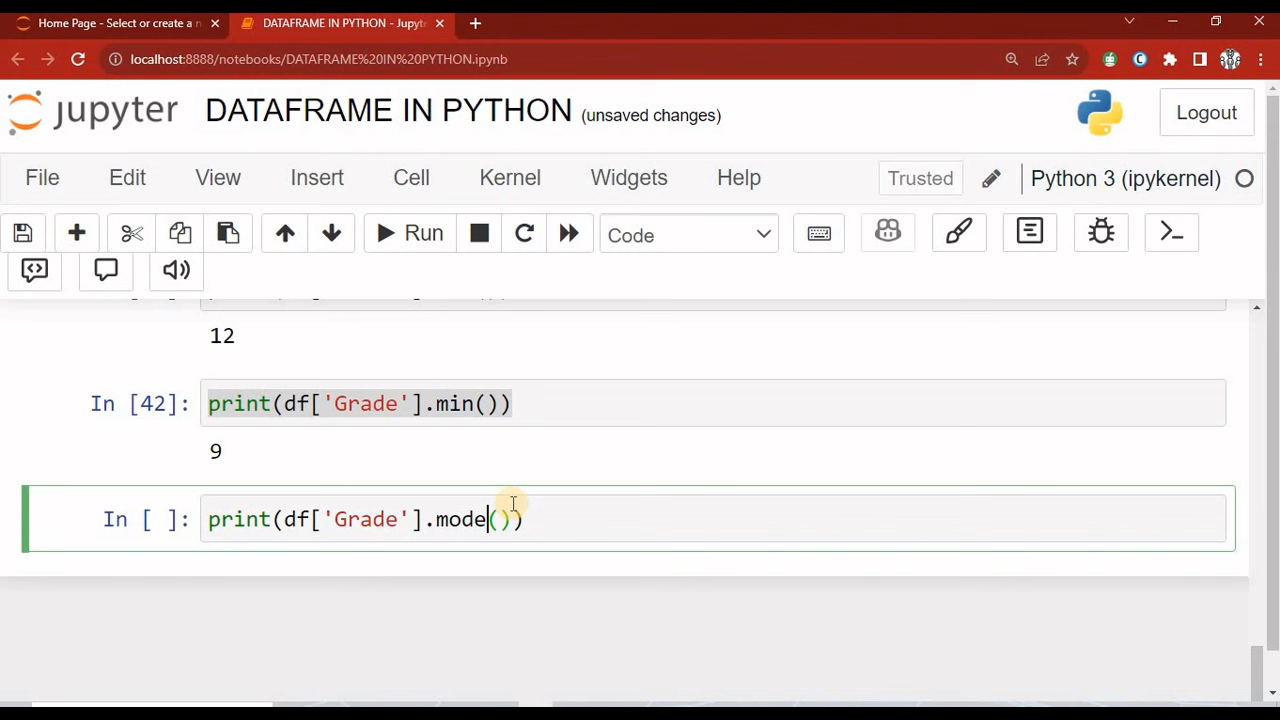 Home Page - Select or create a n
DATAFRAME IN PYTHON - Jupyt
localhost:8888/notebooks/DATAFRAME%20IN%20PYTHON.ipynb
jupyter DATAFRAME IN PYTHON (unsaved changes) Logout
File Edit View Insert Cell Kernel Widgets Help Trusted Python 3 (ipykernel)
Run Code
12
In [42]: print(df['Grade'].min())
9
In [ ]: print(df['Grade'].mode())